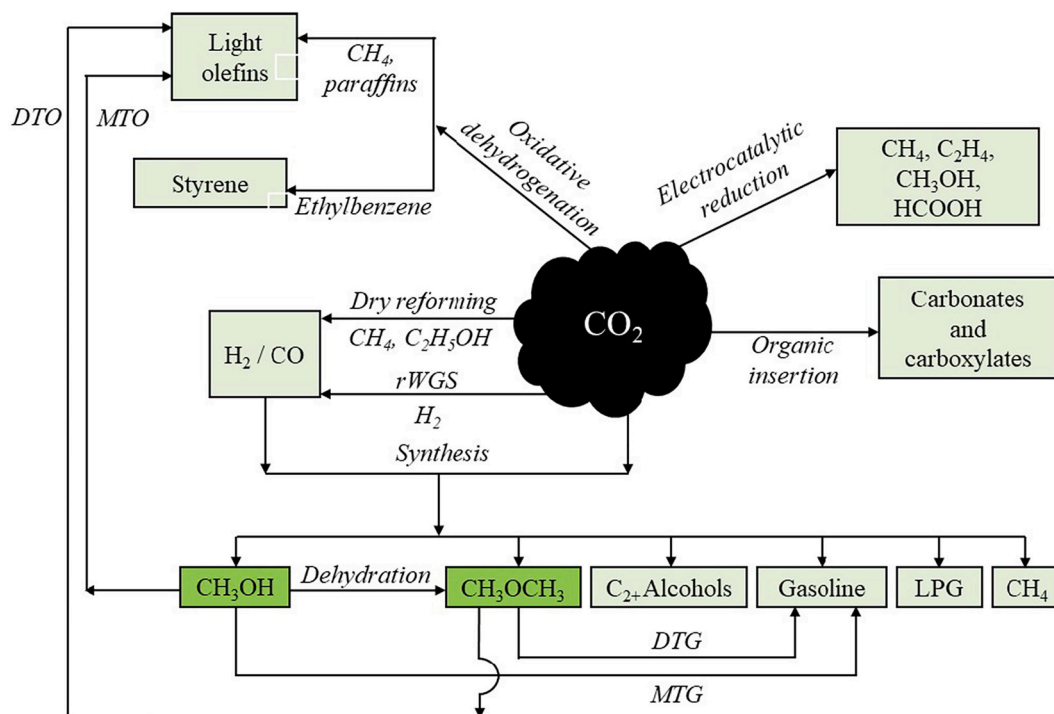 Light
olefins
CH₄,
paraffins
DTO
MTO
Oxidative
dehydrogenation
Electrocatalytic
reduction
CH₄, C₂H₄,
CH₃OH,
HCOOH
Styrene
Ethylbenzene
Dry reforming
CH₄, C₂H₅OH
CO₂
H₂ / CO
rWGS
H₂
Organic
insertion
Carbonates
and
carboxylates
Synthesis
CH₃OH
Dehydration
CH₃OCH₃
C₂₊Alcohols
Gasoline
LPG
CH₄
DTG
MTG